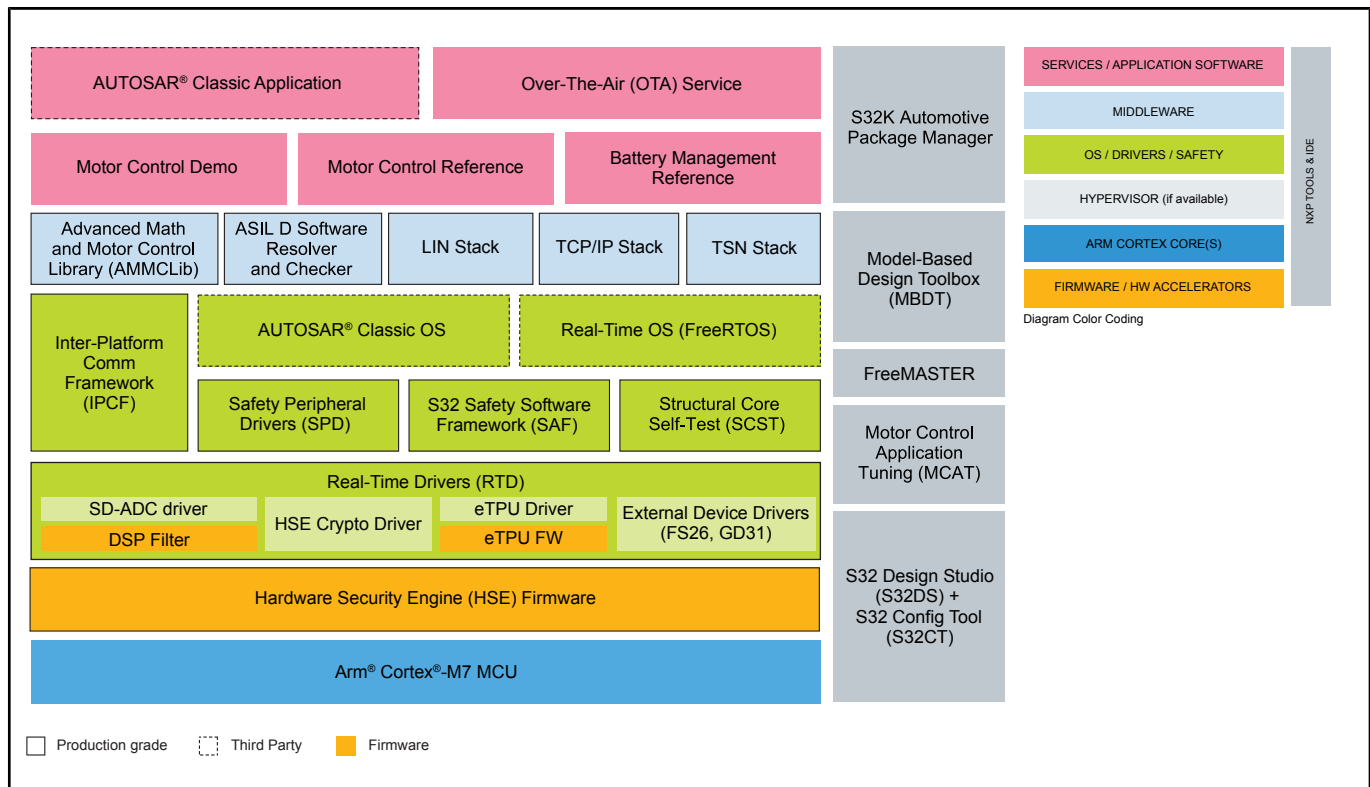 AUTOSAR® Classic Application
Over-The-Air (OTA) Service
Motor Control Demo
Motor Control Reference
Battery Management
Reference
Advanced Math
and Motor Control
Library (AMMCLib)
ASIL D Software
Resolver
and Checker
LIN Stack
TCP/IP Stack
TSN Stack
Inter-Platform
Comm
Framework
(IPCF)
AUTOSAR® Classic OS
Real-Time OS (FreeRTOS)
Safety Peripheral
Drivers (SPD)
S32 Safety Software
Framework (SAF)
Structural Core
Self-Test (SCST)
Real-Time Drivers (RTD)
SD-ADC driver
DSP Filter
HSE Crypto Driver
eTPU Driver
eTPU FW
External Device Drivers
(FS26, GD31)
Hardware Security Engine (HSE) Firmware
Arm® Cortex®-M7 MCU
S32K Automotive
Package Manager
Model-Based
Design Toolbox
(MBDT)
FreeMASTER
Motor Control
Application
Tuning (MCAT)
S32 Design Studio
(S32DS) +
S32 Config Tool
(S32CT)
SERVICES / APPLICATION SOFTWARE
MIDDLEWARE
OS / DRIVERS / SAFETY
HYPERVISOR (if available)
ARM CORTEX CORE(S)
FIRMWARE / HW ACCELERATORS
NXP TOOLS & IDE
Diagram Color Coding
Production grade
Third Party
Firmware